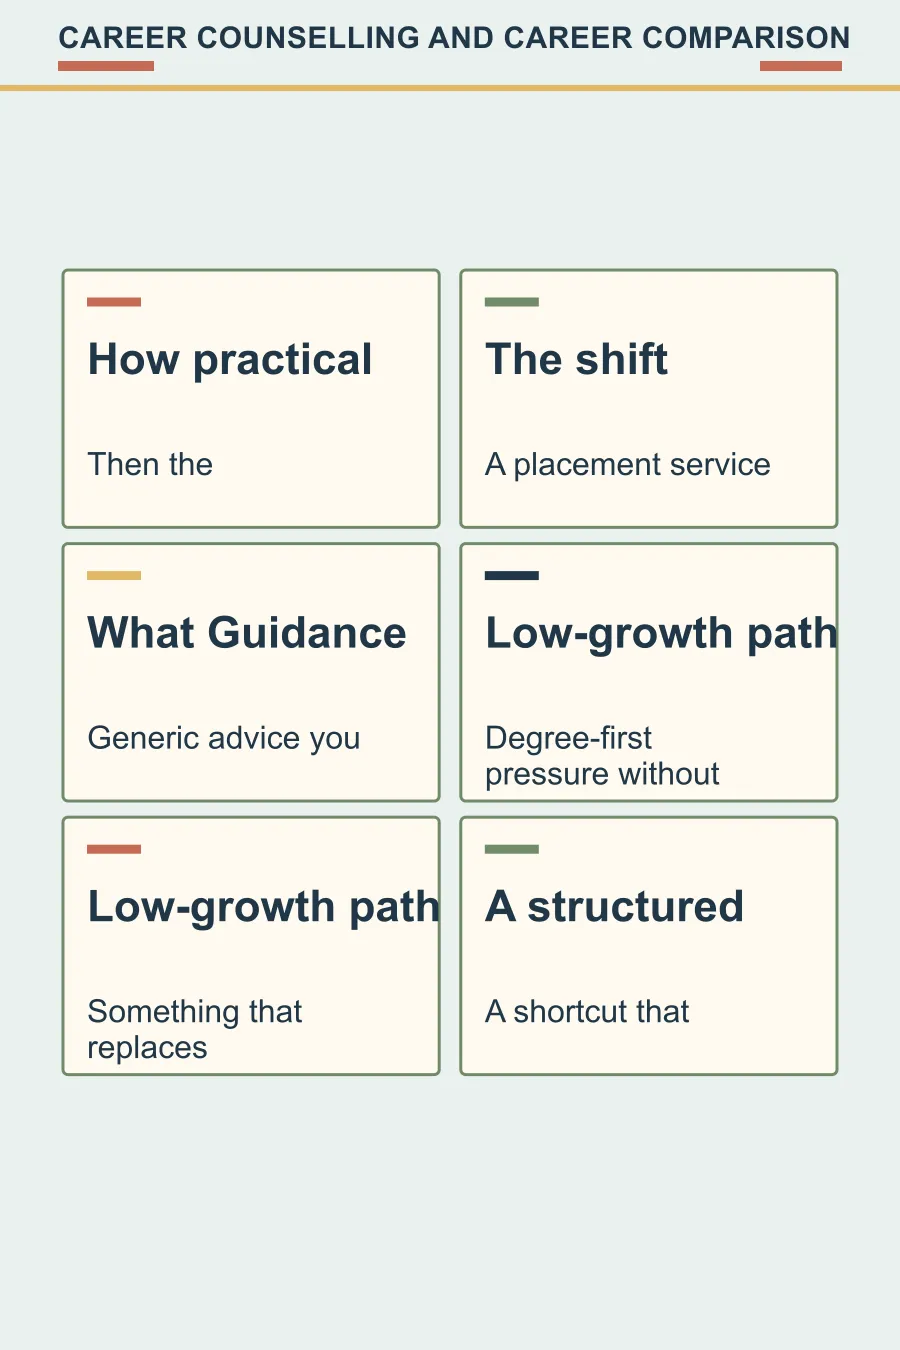 CAREER COUNSELLING AND CAREER COMPARISON
How practical
Then the
The shift
A placement service
What Guidance
Generic advice you
Low-growth path
Degree-first
pressure without
Low-growth path
Something that
replaces
A structured
A shortcut that